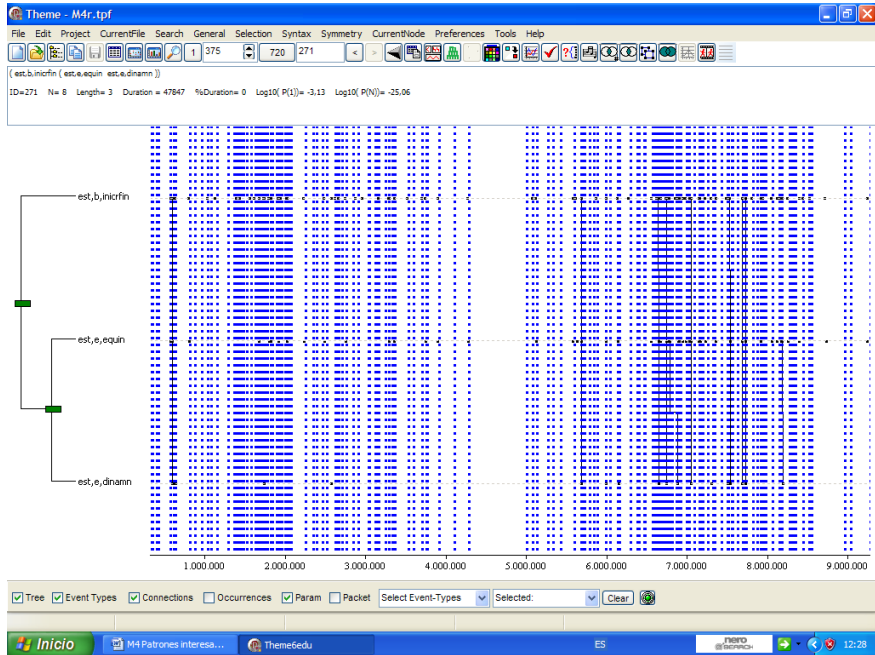 Theme - M4r.tpf
File Edit Project CurrentFile Search General Selection Syntax Symmetry CurrentNode Preferences Tools Help
1 375 720 271 < >
( est,b,inicrfin ( est,e,equin est,e,dinamn ))
ID=271 N= 8 Length= 3 Duration = 47847 %Duration= 0 Log10( P(1))= -3,13 Log10( P(N))= -25,06
est,b,inicrfin
est,e,equin
est,e,dinamn
1.000.000 2.000.000 3.000.000 4.000.000 5.000.000 6.000.000 7.000.000 8.000.000 9.000.000
Tree Event Types Connections Occurrences Param Packet Select Event-Types Selected: Clear
Inicio M4 Patrones interesa... Theme6edu ES nero SEARCH 12:28